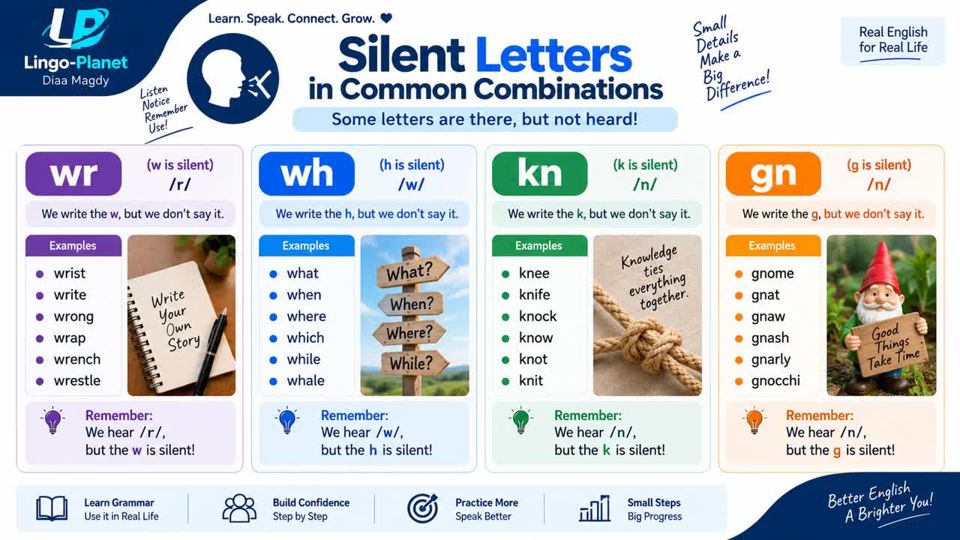 LP
Lingo-Planet
Diaa Magdy
Learn. Speak. Connect. Grow.
Listen
Notice
Remember
Use!
Silent Letters
in Common Combinations
Some letters are there, but not heard!
Small
Details
Make a
Big
Difference!
Real English
for Real Life
wr
(w is silent)
/r/
We write the w, but we don't say it.
Examples
wrist
write
wrong
wrap
wrench
wrestle
Write
Your
Own
Story
Remember:
We hear /r/,
but the w is silent!
wh
(h is silent)
/w/
We write the h, but we don't say it.
Examples
what
when
where
which
while
whale
What?
When?
Where?
While?
Remember:
We hear /w/,
but the h is silent!
kn
(k is silent)
/n/
We write the k, but we don't say it.
Examples
knee
knife
knock
know
knot
knit
Knowledge
ties
everything
together.
Remember:
We hear /n/,
but the k is silent!
gn
(g is silent)
/n/
We write the g, but we don't say it.
Examples
gnome
gnat
gnaw
gnash
gnarly
gnocchi
Good
Things
Take Time
Remember:
We hear /n/,
but the g is silent!
Learn Grammar
Use it in Real Life
Build Confidence
Step by Step
Practice More
Speak Better
Small Steps
Big Progress
Better English
A Brighter You!